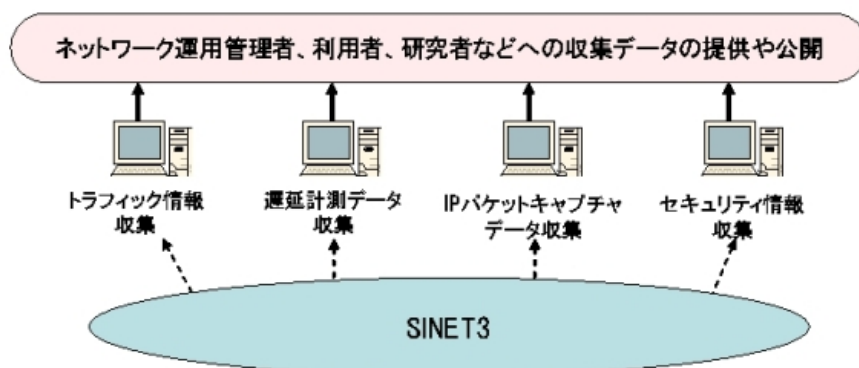 ネットワーク運用管理者、利用者、研究者などへの収集データの提供や公開
トラフィック情報
収集
遅延計測データ
収集
IPパケットキャプチャ
データ収集
セキュリティ情報
収集
SINET3